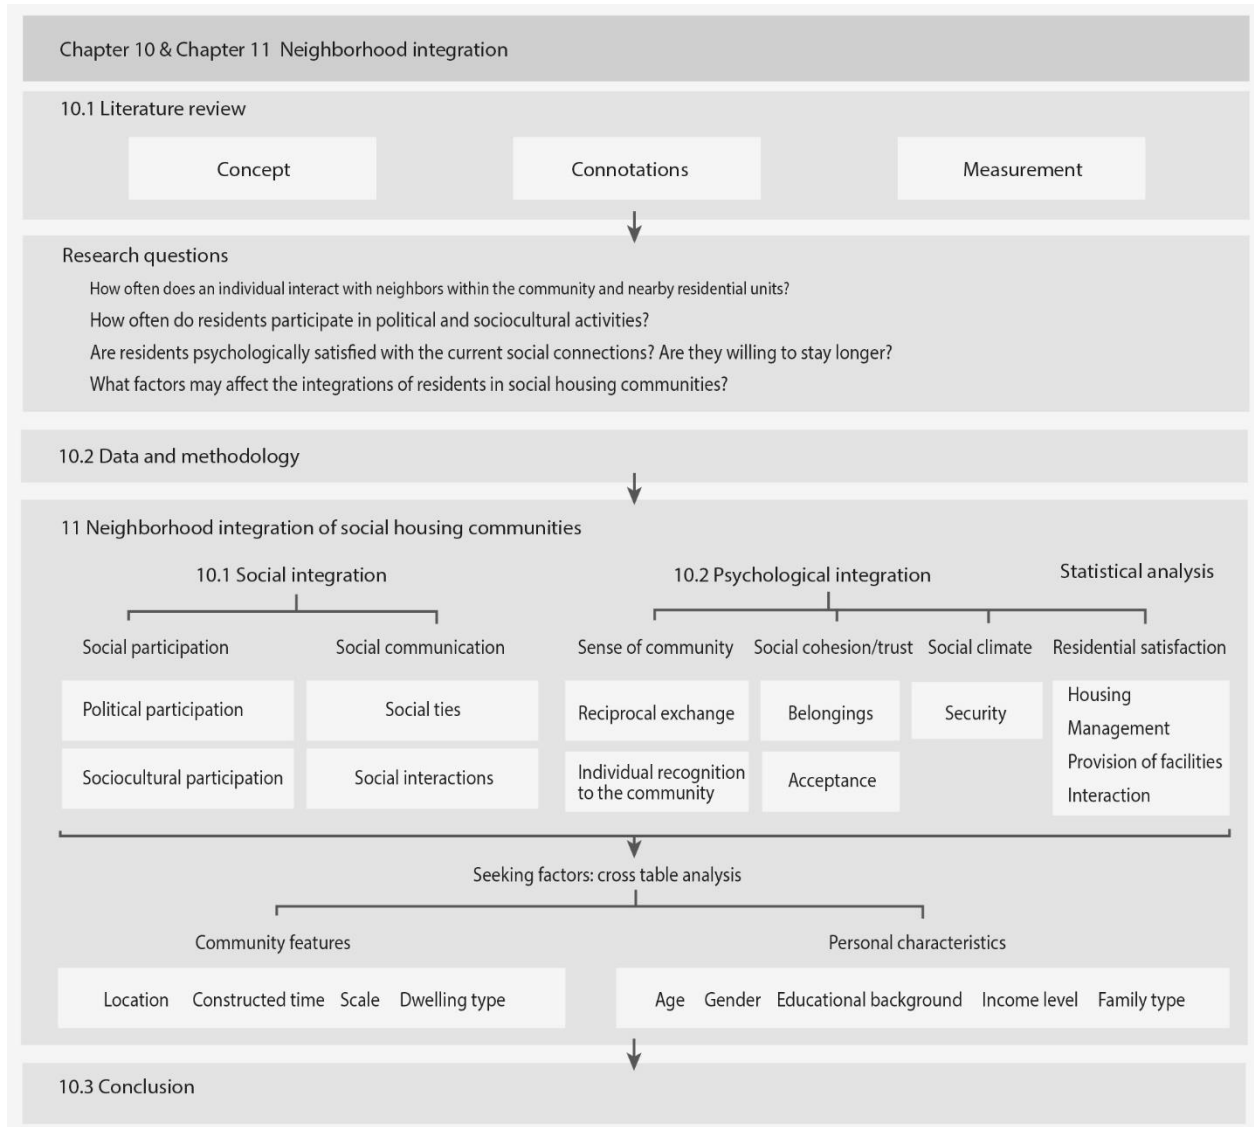 Chapter 10 & Chapter 11 Neighborhood integration
10.1 Literature review
Concept
Connotations
Measurement
Research questions
How often does an individual interact with neighbors within the community and nearby residential units?
How often do residents participate in political and sociocultural activities?
Are residents psychologically satisfied with the current social connections? Are they willing to stay longer?
What factors may affect the integrations of residents in social housing communities?
10.2 Data and methodology
11 Neighborhood integration of social housing communities
10.1 Social integration
10.2 Psychological integration
Statistical analysis
Social participation
Social communication
Sense of community
Social cohesion/trust
Social climate
Residential satisfaction
Political participation
Social ties
Reciprocal exchange
Belongings
Security
Housing
Management
Provision of facilities
Interaction
Sociocultural participation
Social interactions
Individual recognition
to the community
Acceptance
Seeking factors: cross table analysis
Community features
Personal characteristics
Location Constructed time Scale Dwelling type
Age Gender Educational background Income level Family type
10.3 Conclusion